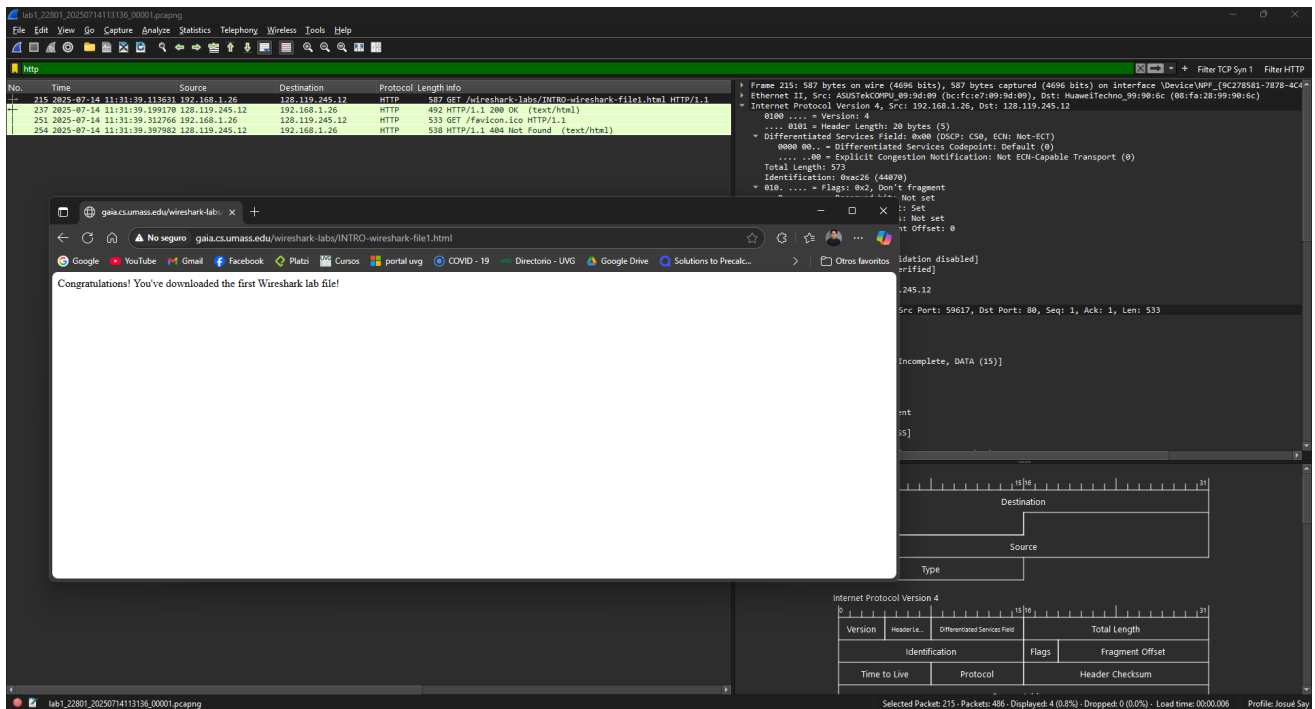 lab1_22801_20250714113136_00001.pcapng
File Edit View Go Capture Analyze Statistics Telephony Wireless Tools Help
http
Filter TCP Syn 1 Filter HTTP
No. Time Source Destination Protocol Length Info
215 2025-07-14 11:31:39.113631 192.168.1.26 128.119.245.12 HTTP 587 GET /wireshark-labs/INTRO-wireshark-file1.html HTTP/1.1
237 2025-07-14 11:31:39.199170 128.119.245.12 192.168.1.26 HTTP 492 HTTP/1.1 200 OK (text/html)
251 2025-07-14 11:31:39.312766 192.168.1.26 128.119.245.12 HTTP 533 GET /favicon.ico HTTP/1.1
254 2025-07-14 11:31:39.397982 128.119.245.12 192.168.1.26 HTTP 538 HTTP/1.1 404 Not Found (text/html)
Frame 215: 587 bytes on wire (4696 bits), 587 bytes captured (4696 bits) on interface \Device\NPF_{9C278581-7878-4C4
Ethernet II, Src: ASUSTekCOMPU_09:9d:09 (bc:fc:e7:09:9d:09), Dst: HuaweiTechno_99:90:6c (08:fa:28:99:90:6c)
Internet Protocol Version 4, Src: 192.168.1.26, Dst: 128.119.245.12
0100 .... = Version: 4
.... 0101 = Header Length: 20 bytes (5)
Differentiated Services Field: 0x00 (DSCP: CS0, ECN: Not-ECT)
0000 00.. = Differentiated Services Codepoint: Default (0)
.... ..00 = Explicit Congestion Notification: Not ECN-Capable Transport (0)
Total Length: 573
Identification: 0xac26 (44070)
010. .... = Flags: 0x2, Don't fragment
Not set
: Set
: Not set
nt Offset: 0
idation disabled]
erified]
.245.12
Src Port: 59617, Dst Port: 80, Seq: 1, Ack: 1, Len: 533
Incomplete, DATA (15)]
ent
SS]
gaia.cs.umass.edu/wireshark-labs
No seguro gaia.cs.umass.edu/wireshark-labs/INTRO-wireshark-file1.html
Google YouTube Gmail Facebook Platzi Cursos portal uvg COVID - 19 Directorio - UVG Google Drive Solutions to Precalc... Otros favoritos
Congratulations! You've downloaded the first Wireshark lab file!
15 16 31
Destination
Source
Type
Internet Protocol Version 4
0 15 16 31
Version Header Le... Differentiated Services Field Total Length
Identification Flags Fragment Offset
Time to Live Protocol Header Checksum
lab1_22801_20250714113136_00001.pcapng
Selected Packet: 215 · Packets: 486 · Displayed: 4 (0.8%) · Dropped: 0 (0.0%) · Load time: 00:00.006 Profile: Josué Say